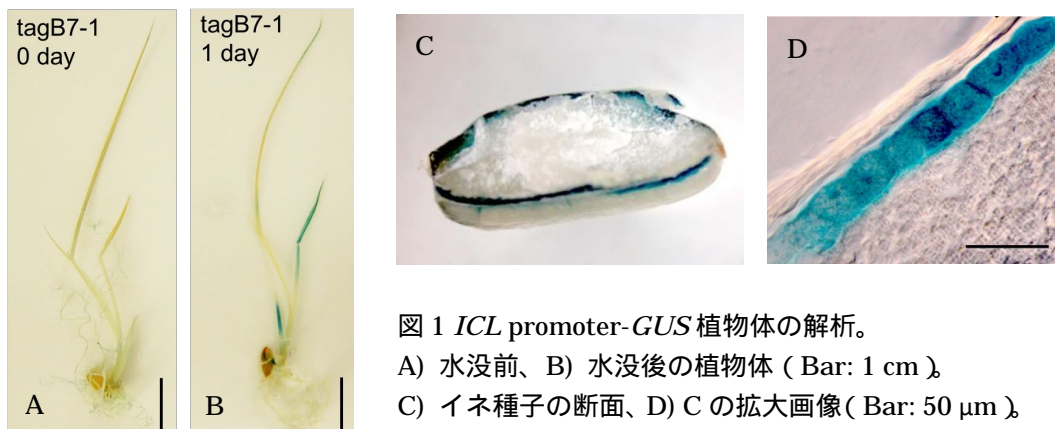 tagB7-1
0 day
A
tagB7-1
1 day
B
C
D
図 1 ICL promoter-GUS 植物体の解析。
A) 水没前、B) 水没後の植物体 ( Bar: 1 cm )。
C) イネ種子の断面、D) C の拡大画像( Bar: 50 μm )。